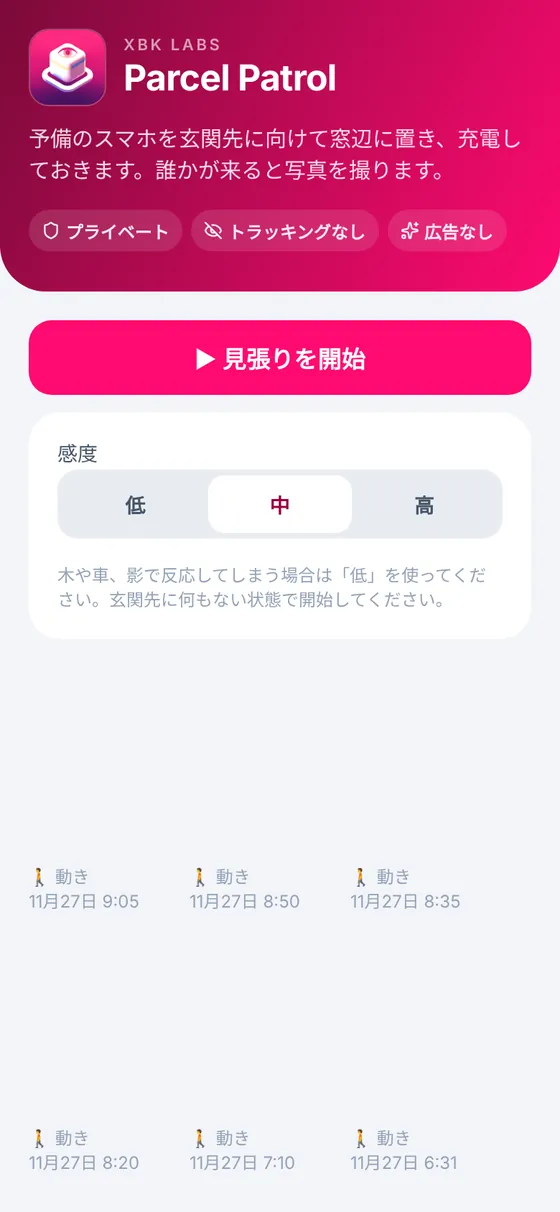 XBK LABS
Parcel Patrol
予備のスマホを玄関先に向けて窓辺に置き、充電し
ておきます。誰かが来ると写真を撮ります。
プライベート トラッキングなし 広告なし
▶ 見張りを開始
感度
低 中 高
木や車、影で反応してしまう場合は「低」を使ってくだ
さい。玄関先に何もない状態で開始してください。
🚶 動き 🚶 動き 🚶 動き
11月27日 9:05 11月27日 8:50 11月27日 8:35
🚶 動き 🚶 動き 🚶 動き
11月27日 8:20 11月27日 7:10 11月27日 6:31